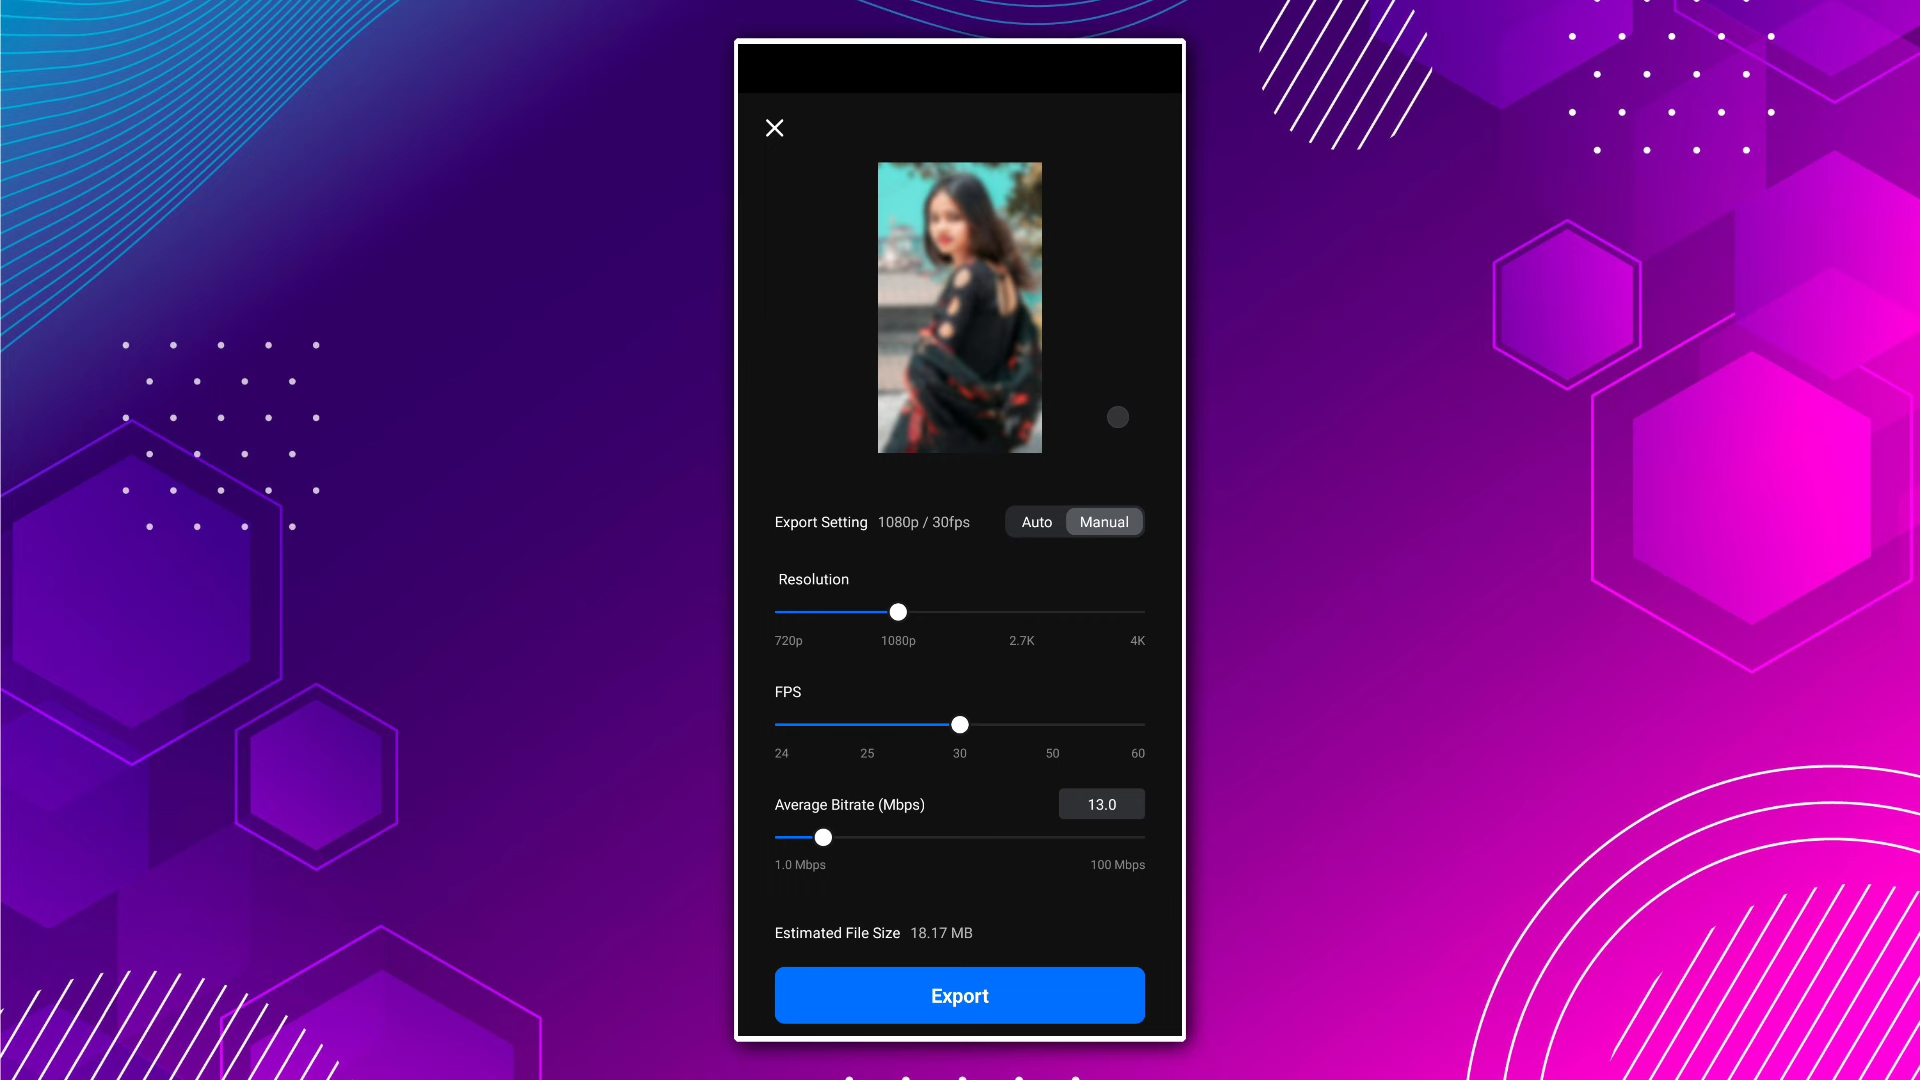 Export Setting 1080p / 30fps Auto Manual
Resolution
720p 1080p 2.7K 4K
FPS
24 25 30 50 60
Average Bitrate (Mbps) 13.0
1.0 Mbps 100 Mbps
Estimated File Size 18.17 MB
Export